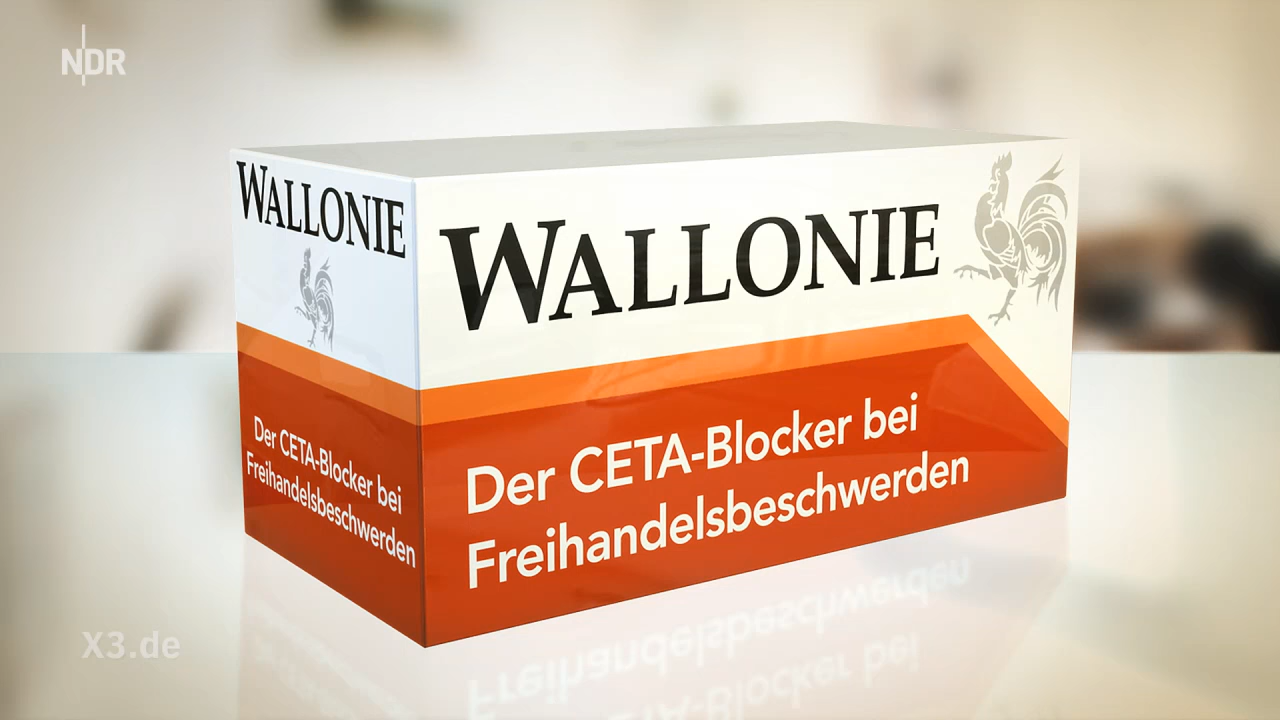 NDR
WALLONIE
WALLONIE
Der CETA-Blocker bei
Freihandelsbeschwerden
Der CETA-Blocker bei
Freihandelsbeschwerden
X3.de